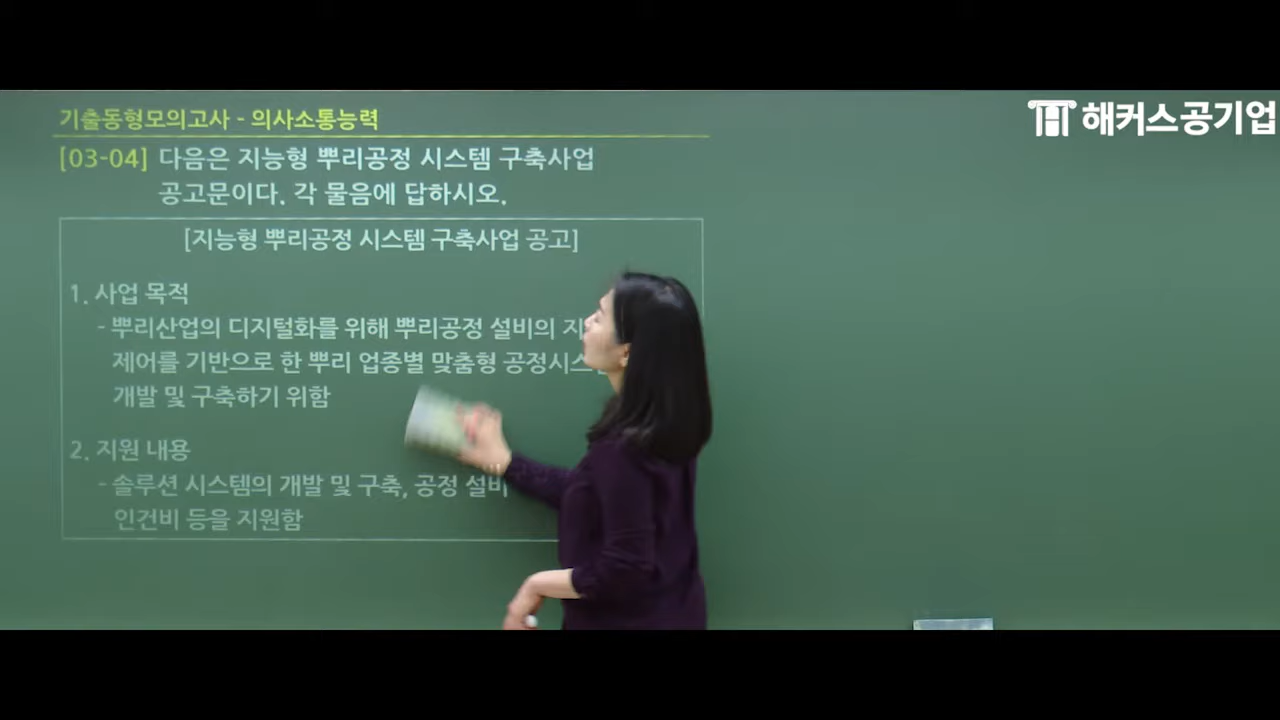 기출동형모의고사 - 의사소통능력
해커스공기업
[03-04] 다음은 지능형 뿌리공정 시스템 구축사업
공고문이다. 각 물음에 답하시오.
[지능형 뿌리공정 시스템 구축사업 공고]
1. 사업 목적
- 뿌리산업의 디지털화를 위해 뿌리공정 설비의
제어를 기반으로 한 뿌리 업종별 맞춤형
개발 및 구축하기 위함
2. 지원 내용
- 솔루션 시스템의 개발 및 구축, 공정 설비
인건비 등을 지원함